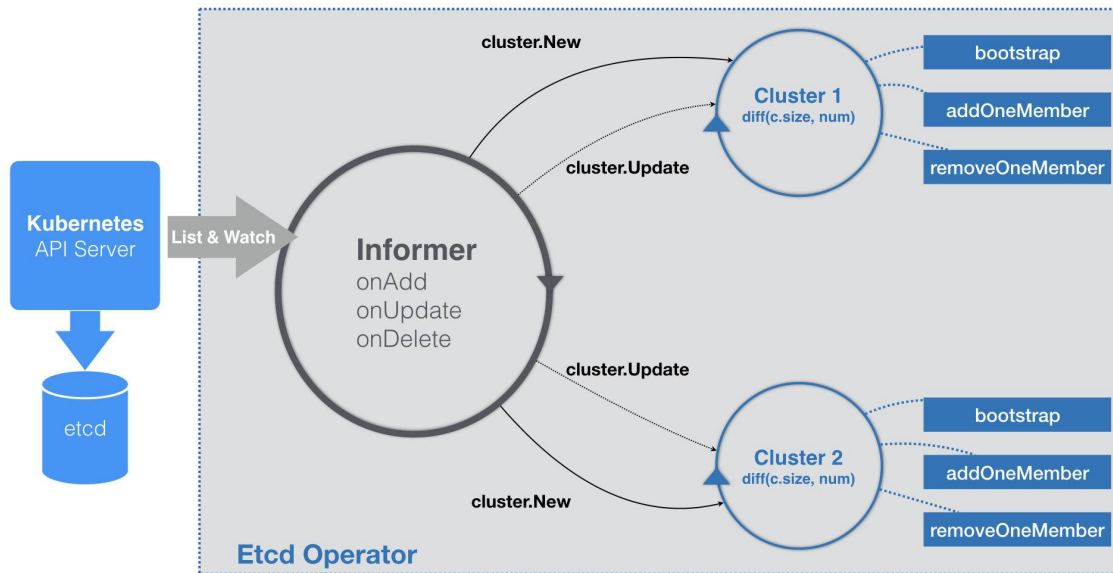 Kubernetes
API Server
etcd
List & Watch
Informer
onAdd
onUpdate
onDelete
cluster.New
cluster.Update
Cluster 1
diff(c.size, num)
bootstrap
addOneMember
removeOneMember
cluster.Update
cluster.New
Cluster 2
diff(c.size, num)
bootstrap
addOneMember
removeOneMember
Etcd Operator